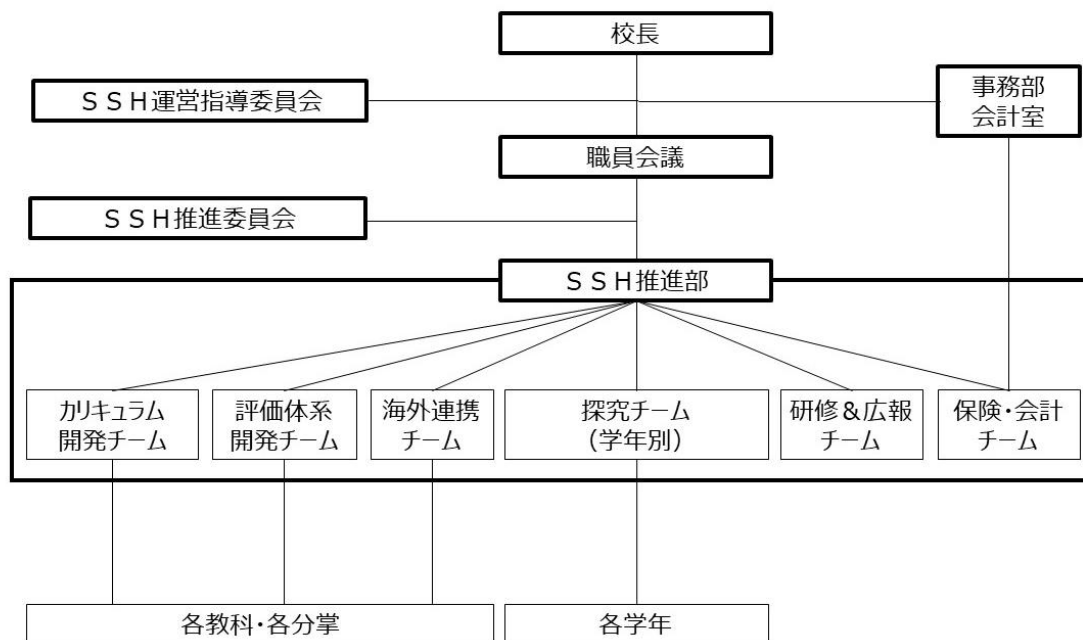 校長
ＳＳＨ運営指導委員会
事務部
会計室
職員会議
ＳＳＨ推進委員会
ＳＳＨ推進部
カリキュラム
開発チーム
評価体系
開発チーム
海外連携
チーム
探究チーム
（学年別）
研修＆広報
チーム
保険・会計
チーム
各教科・各分掌
各学年